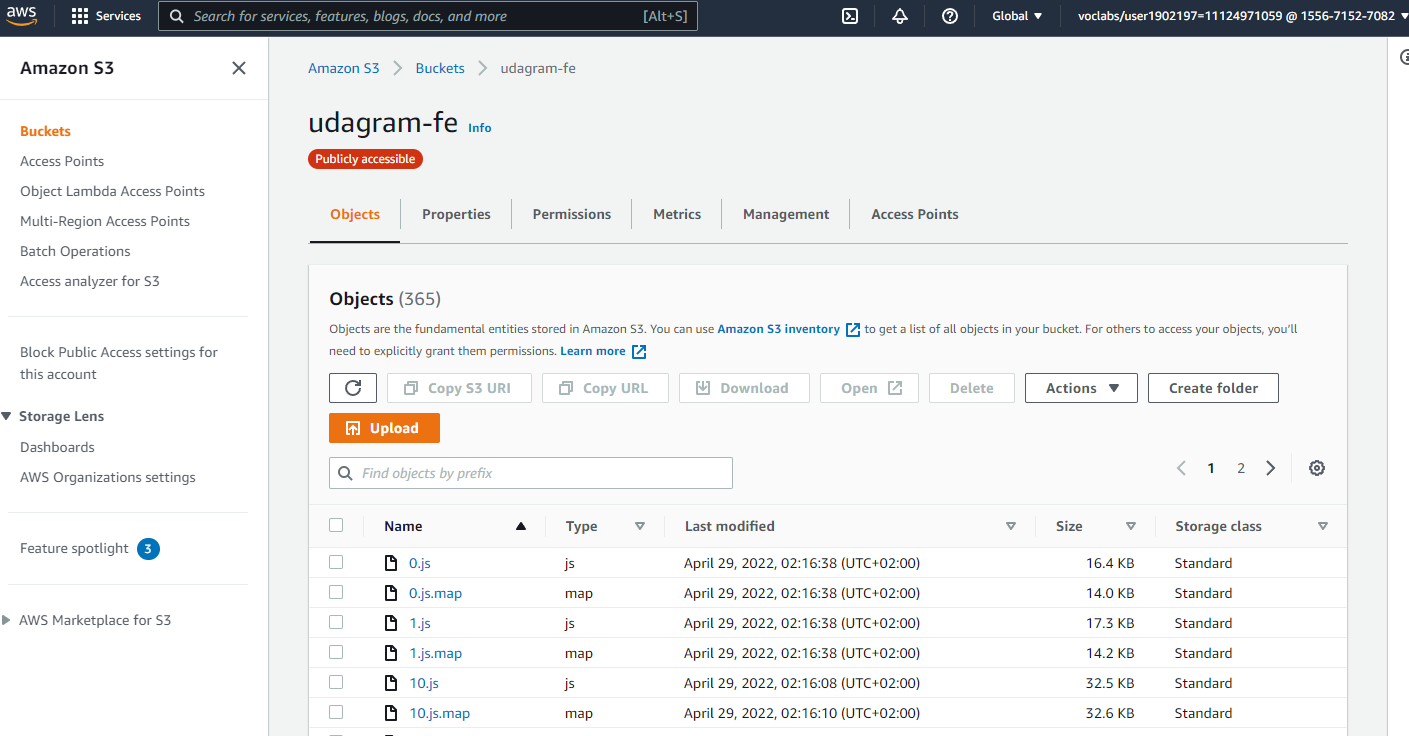 aws
Services
Search for services, features, blogs, docs, and more [Alt+S]
Global
voclabs/user1902197=11124971059 @ 1556-7152-7082
Amazon S3
Buckets
Access Points
Object Lambda Access Points
Multi-Region Access Points
Batch Operations
Access analyzer for S3
Block Public Access settings for
this account
Storage Lens
Dashboards
AWS Organizations settings
Feature spotlight 3
AWS Marketplace for S3
Amazon S3 Buckets udagram-fe
udagram-fe Info
Publicly accessible
Objects Properties Permissions Metrics Management Access Points
Objects (365)
Objects are the fundamental entities stored in Amazon S3. You can use Amazon S3 inventory to get a list of all objects in your bucket. For others to access your objects, you'll
need to explicitly grant them permissions. Learn more
Copy S3 URI Copy URL Download Open Delete Actions Create folder
Upload
Find objects by prefix
1 2
Name Type Last modified Size Storage class
0.js js April 29, 2022, 02:16:38 (UTC+02:00) 16.4 KB Standard
0.js.map map April 29, 2022, 02:16:38 (UTC+02:00) 14.0 KB Standard
1.js js April 29, 2022, 02:16:38 (UTC+02:00) 17.3 KB Standard
1.js.map map April 29, 2022, 02:16:38 (UTC+02:00) 14.2 KB Standard
10.js js April 29, 2022, 02:16:08 (UTC+02:00) 32.5 KB Standard
10.js.map map April 29, 2022, 02:16:10 (UTC+02:00) 32.6 KB Standard